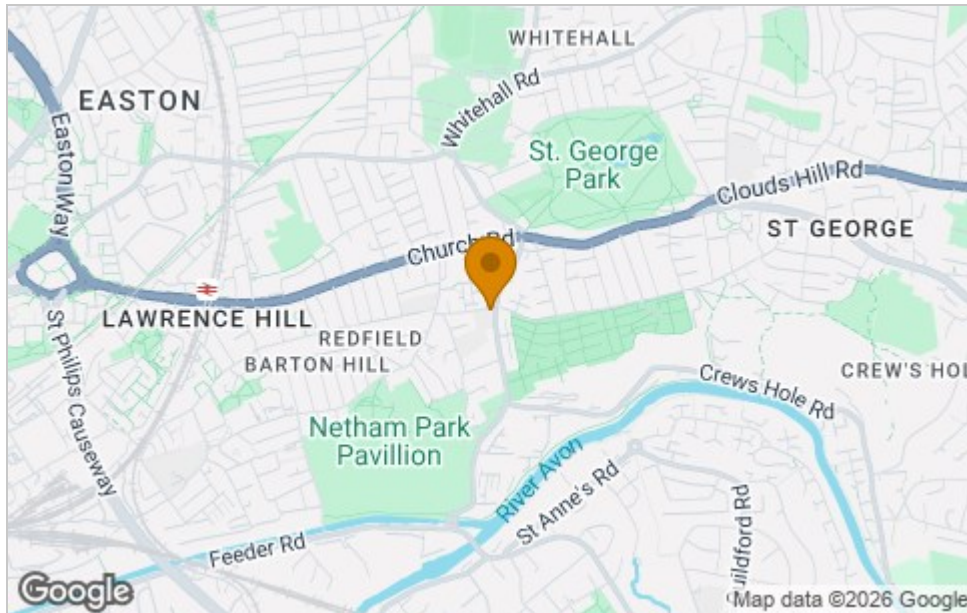 WHITEHALL
EASTON
Whitehall Rd
Easton Way
St. George
Park
Clouds Hill Rd
Church Rd
ST GEORGE
LAWRENCE HILL
REDFIELD
BARTON HILL
St Philips Causeway
Crews Hole Rd
CREW'S HOL
Netham Park
Pavillion
River Avon
St Anne's Rd
Feeder Rd
uildford Rd
Google
Map data ©2026 Google